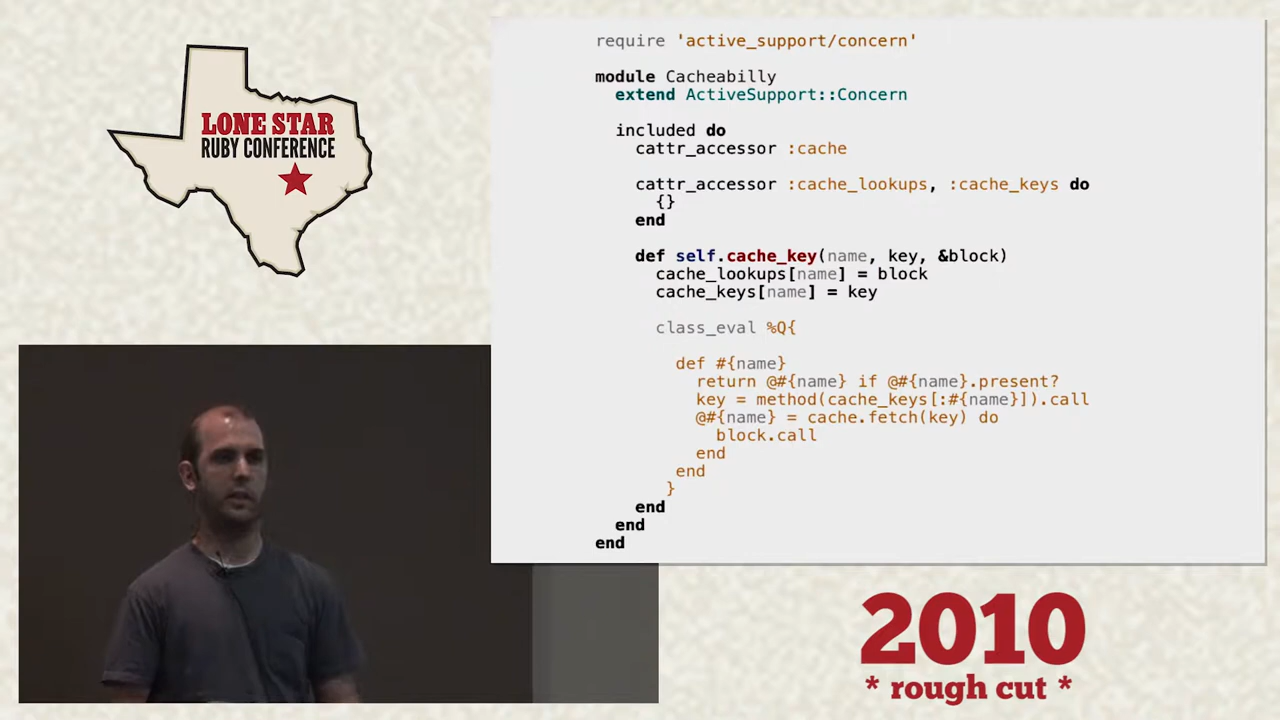 LONE STAR
RUBY CONFERENCE
require 'active_support/concern'
module Cacheabilly
extend ActiveSupport::Concern
included do
cattr_accessor :cache
cattr_accessor :cache_lookups, :cache_keys do
{}
end
def self.cache_key(name, key, &block)
cache_lookups[name] = block
cache_keys[name] = key
class_eval %Q{
def #{name}
return @#{name} if @#{name}.present?
key = method(cache_keys[:#{name}]).call
@#{name} = cache.fetch(key) do
block.call
end
end
}
end
end
end
2010
* rough cut *